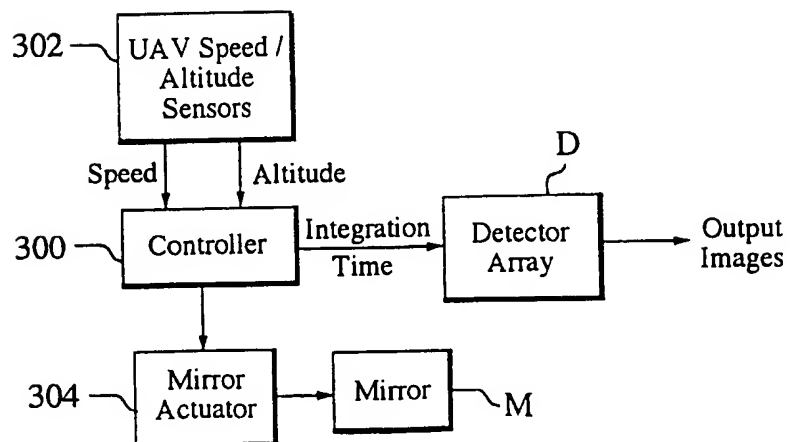 302
UAV Speed /
Altitude
Sensors
Speed
Altitude
D
300
Controller
Integration
Time
Detector
Array
Output
Images
304
Mirror
Actuator
Mirror
M